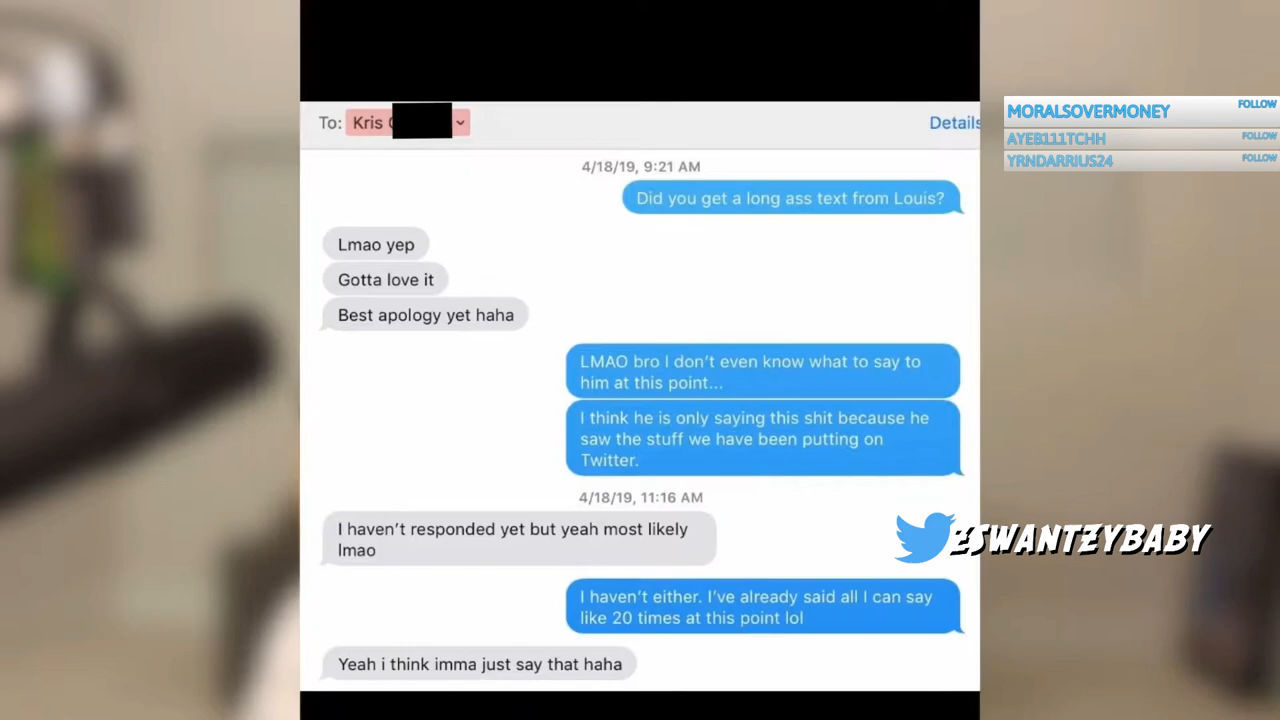 To: Kris
Details
4/18/19, 9:21 AM
Did you get a long ass text from Louis?
Lmao yep
Gotta love it
Best apology yet haha
LMAO bro I don't even know what to say to
him at this point...
I think he is only saying this shit because he
saw the stuff we have been putting on
Twitter.
4/18/19, 11:16 AM
I haven't responded yet but yeah most likely
lmao
I haven't either. I've already said all I can say
like 20 times at this point lol
Yeah i think imma just say that haha
MORALSOVERMONEY FOLLOW
AYEB111TCHH FOLLOW
YRNDARRIUS24 FOLLOW
ZSWANTZYBABY